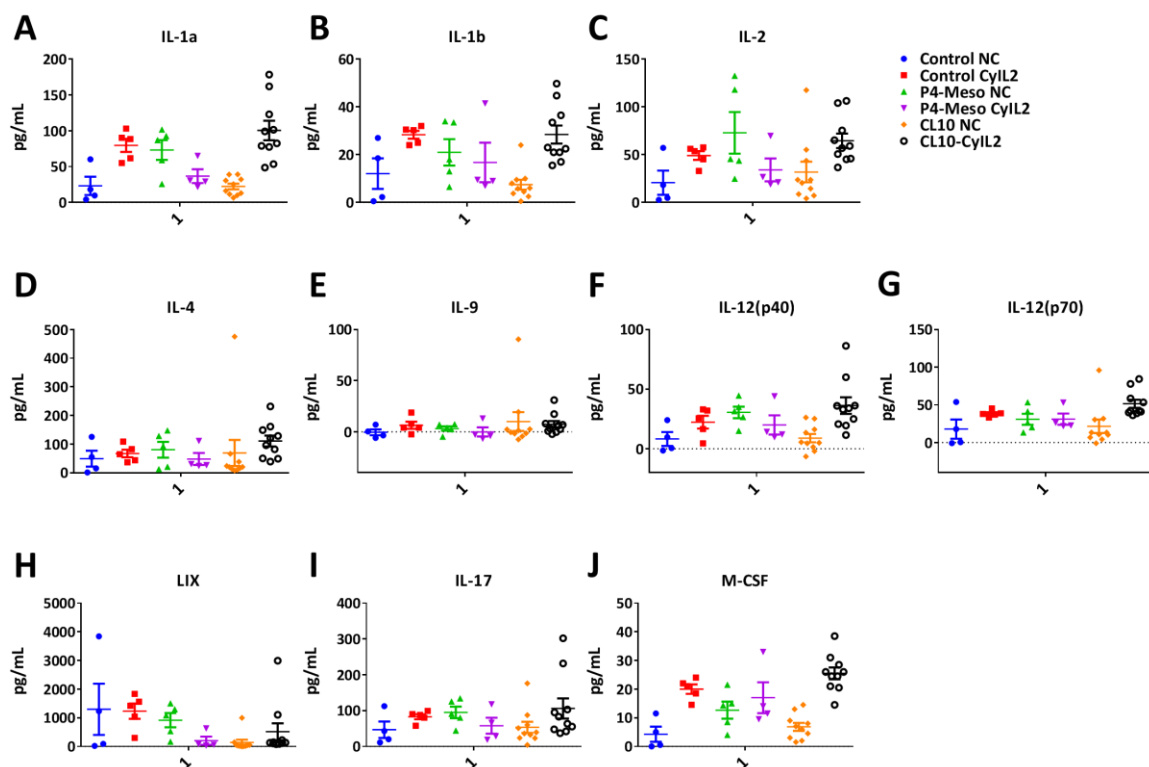 A
IL-1a
pg/mL
200
150
100
50
0
1
B
IL-1b
pg/mL
60
40
20
0
1
C
IL-2
pg/mL
150
100
50
0
1
Control NC
Control CyIL2
P4-Meso NC
P4-Meso CyIL2
CL10 NC
CL10-CyIL2
D
IL-4
pg/mL
500
400
300
200
100
0
1
E
IL-9
pg/mL
100
50
0
1
F
IL-12(p40)
pg/mL
100
50
0
1
G
IL-12(p70)
pg/mL
150
100
50
0
1
H
LIX
pg/mL
5000
4000
3000
2000
1000
0
1
I
IL-17
pg/mL
400
300
200
100
0
1
J
M-CSF
pg/mL
50
40
30
20
10
0
1